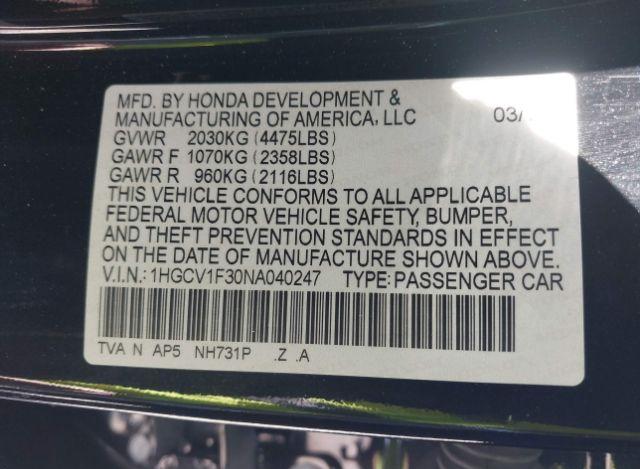 MFD. BY HONDA DEVELOPMENT &
MANUFACTURING OF AMERICA, LLC 03/
GVWR 2030KG (4475LBS)
GAWR F 1070KG (2358LBS)
GAWR R 960KG (2116LBS)
THIS VEHICLE CONFORMS TO ALL APPLICABLE
FEDERAL MOTOR VEHICLE SAFETY, BUMPER,
AND THEFT PREVENTION STANDARDS IN EFFECT
ON THE DATE OF MANUFACTURE SHOWN ABOVE.
V.I.N.: 1HGCV1F30NA040247 TYPE: PASSENGER CAR
TVA N AP5 NH731P .Z .A